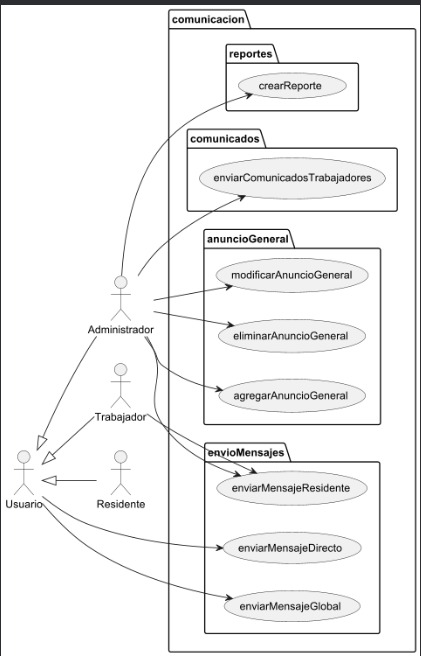 comunicacion
reportes
crearReporte
comunicados
enviarComunicadosTrabajadores
anuncioGeneral
modificarAnuncioGeneral
Administrador
eliminarAnuncioGeneral
agregarAnuncioGeneral
Trabajador
envioMensajes
enviarMensajeResidente
Usuario
Residente
enviarMensajeDirecto
enviarMensajeGlobal